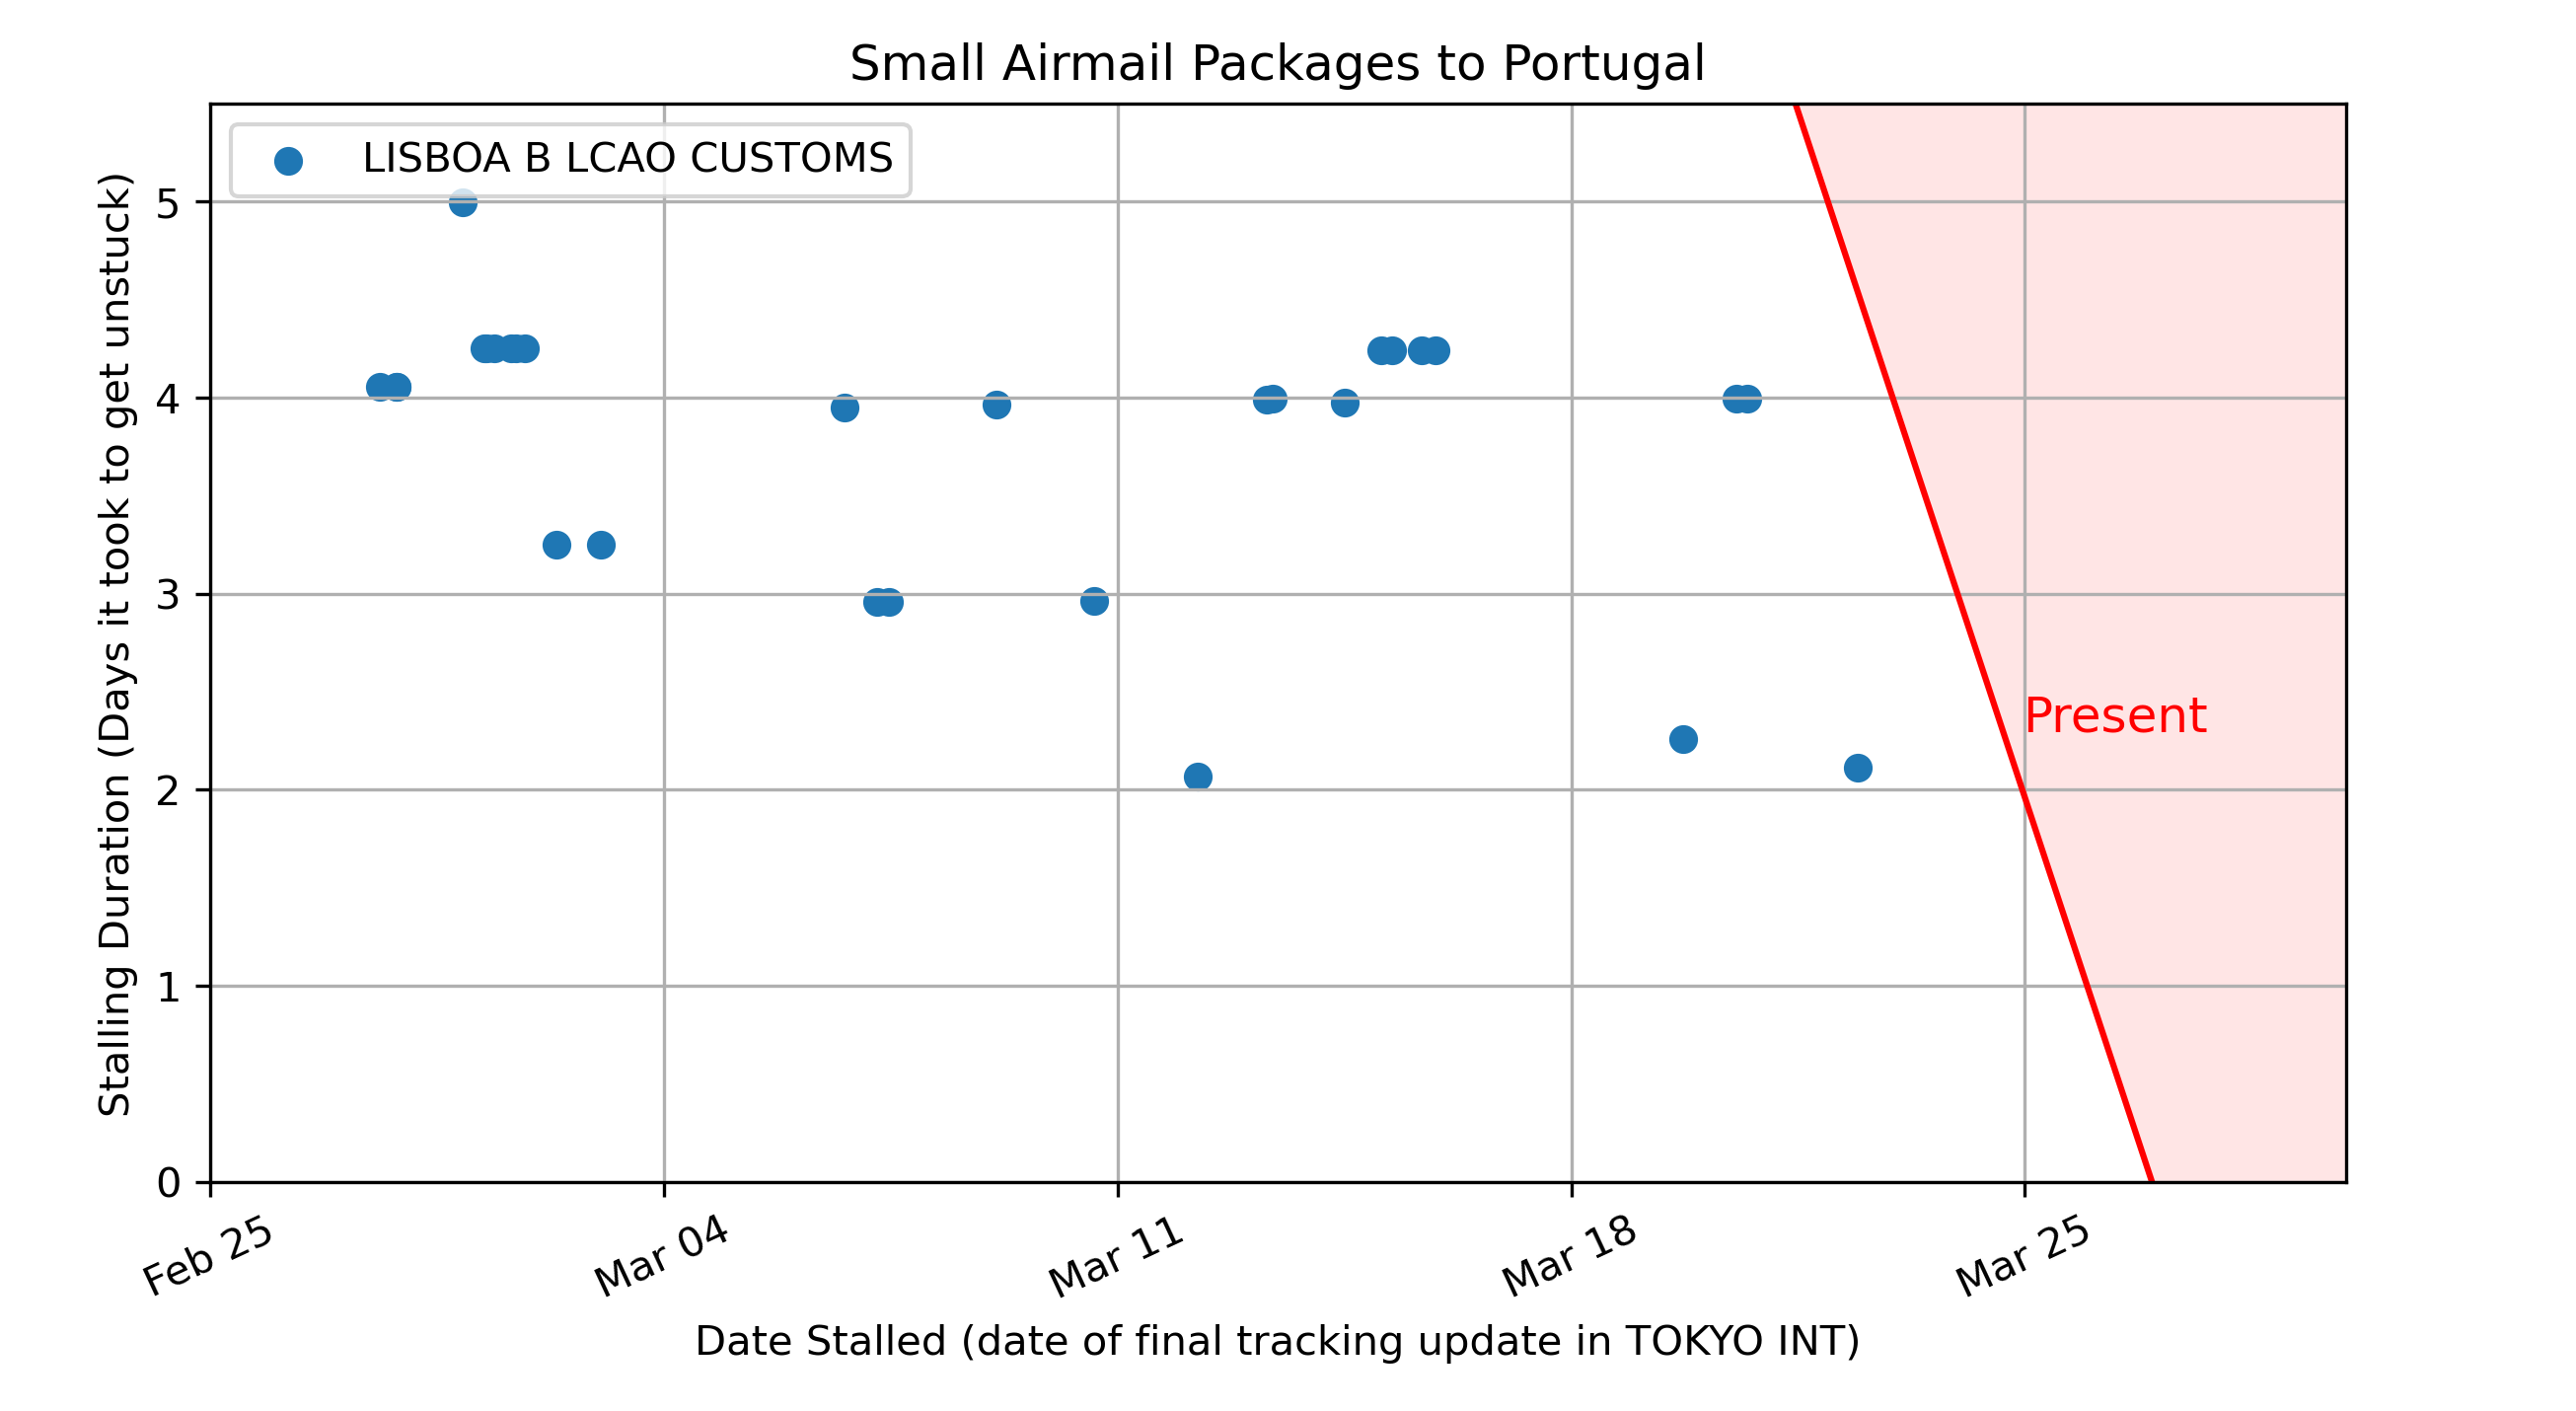 Small Airmail Packages to Portugal
LISBOA B LCAO CUSTOMS
Stalling Duration (Days it took to get unstuck)
5
4
3
2
1
0
Present
Feb 25
Mar 04
Mar 11
Mar 18
Mar 25
Date Stalled (date of final tracking update in TOKYO INT)